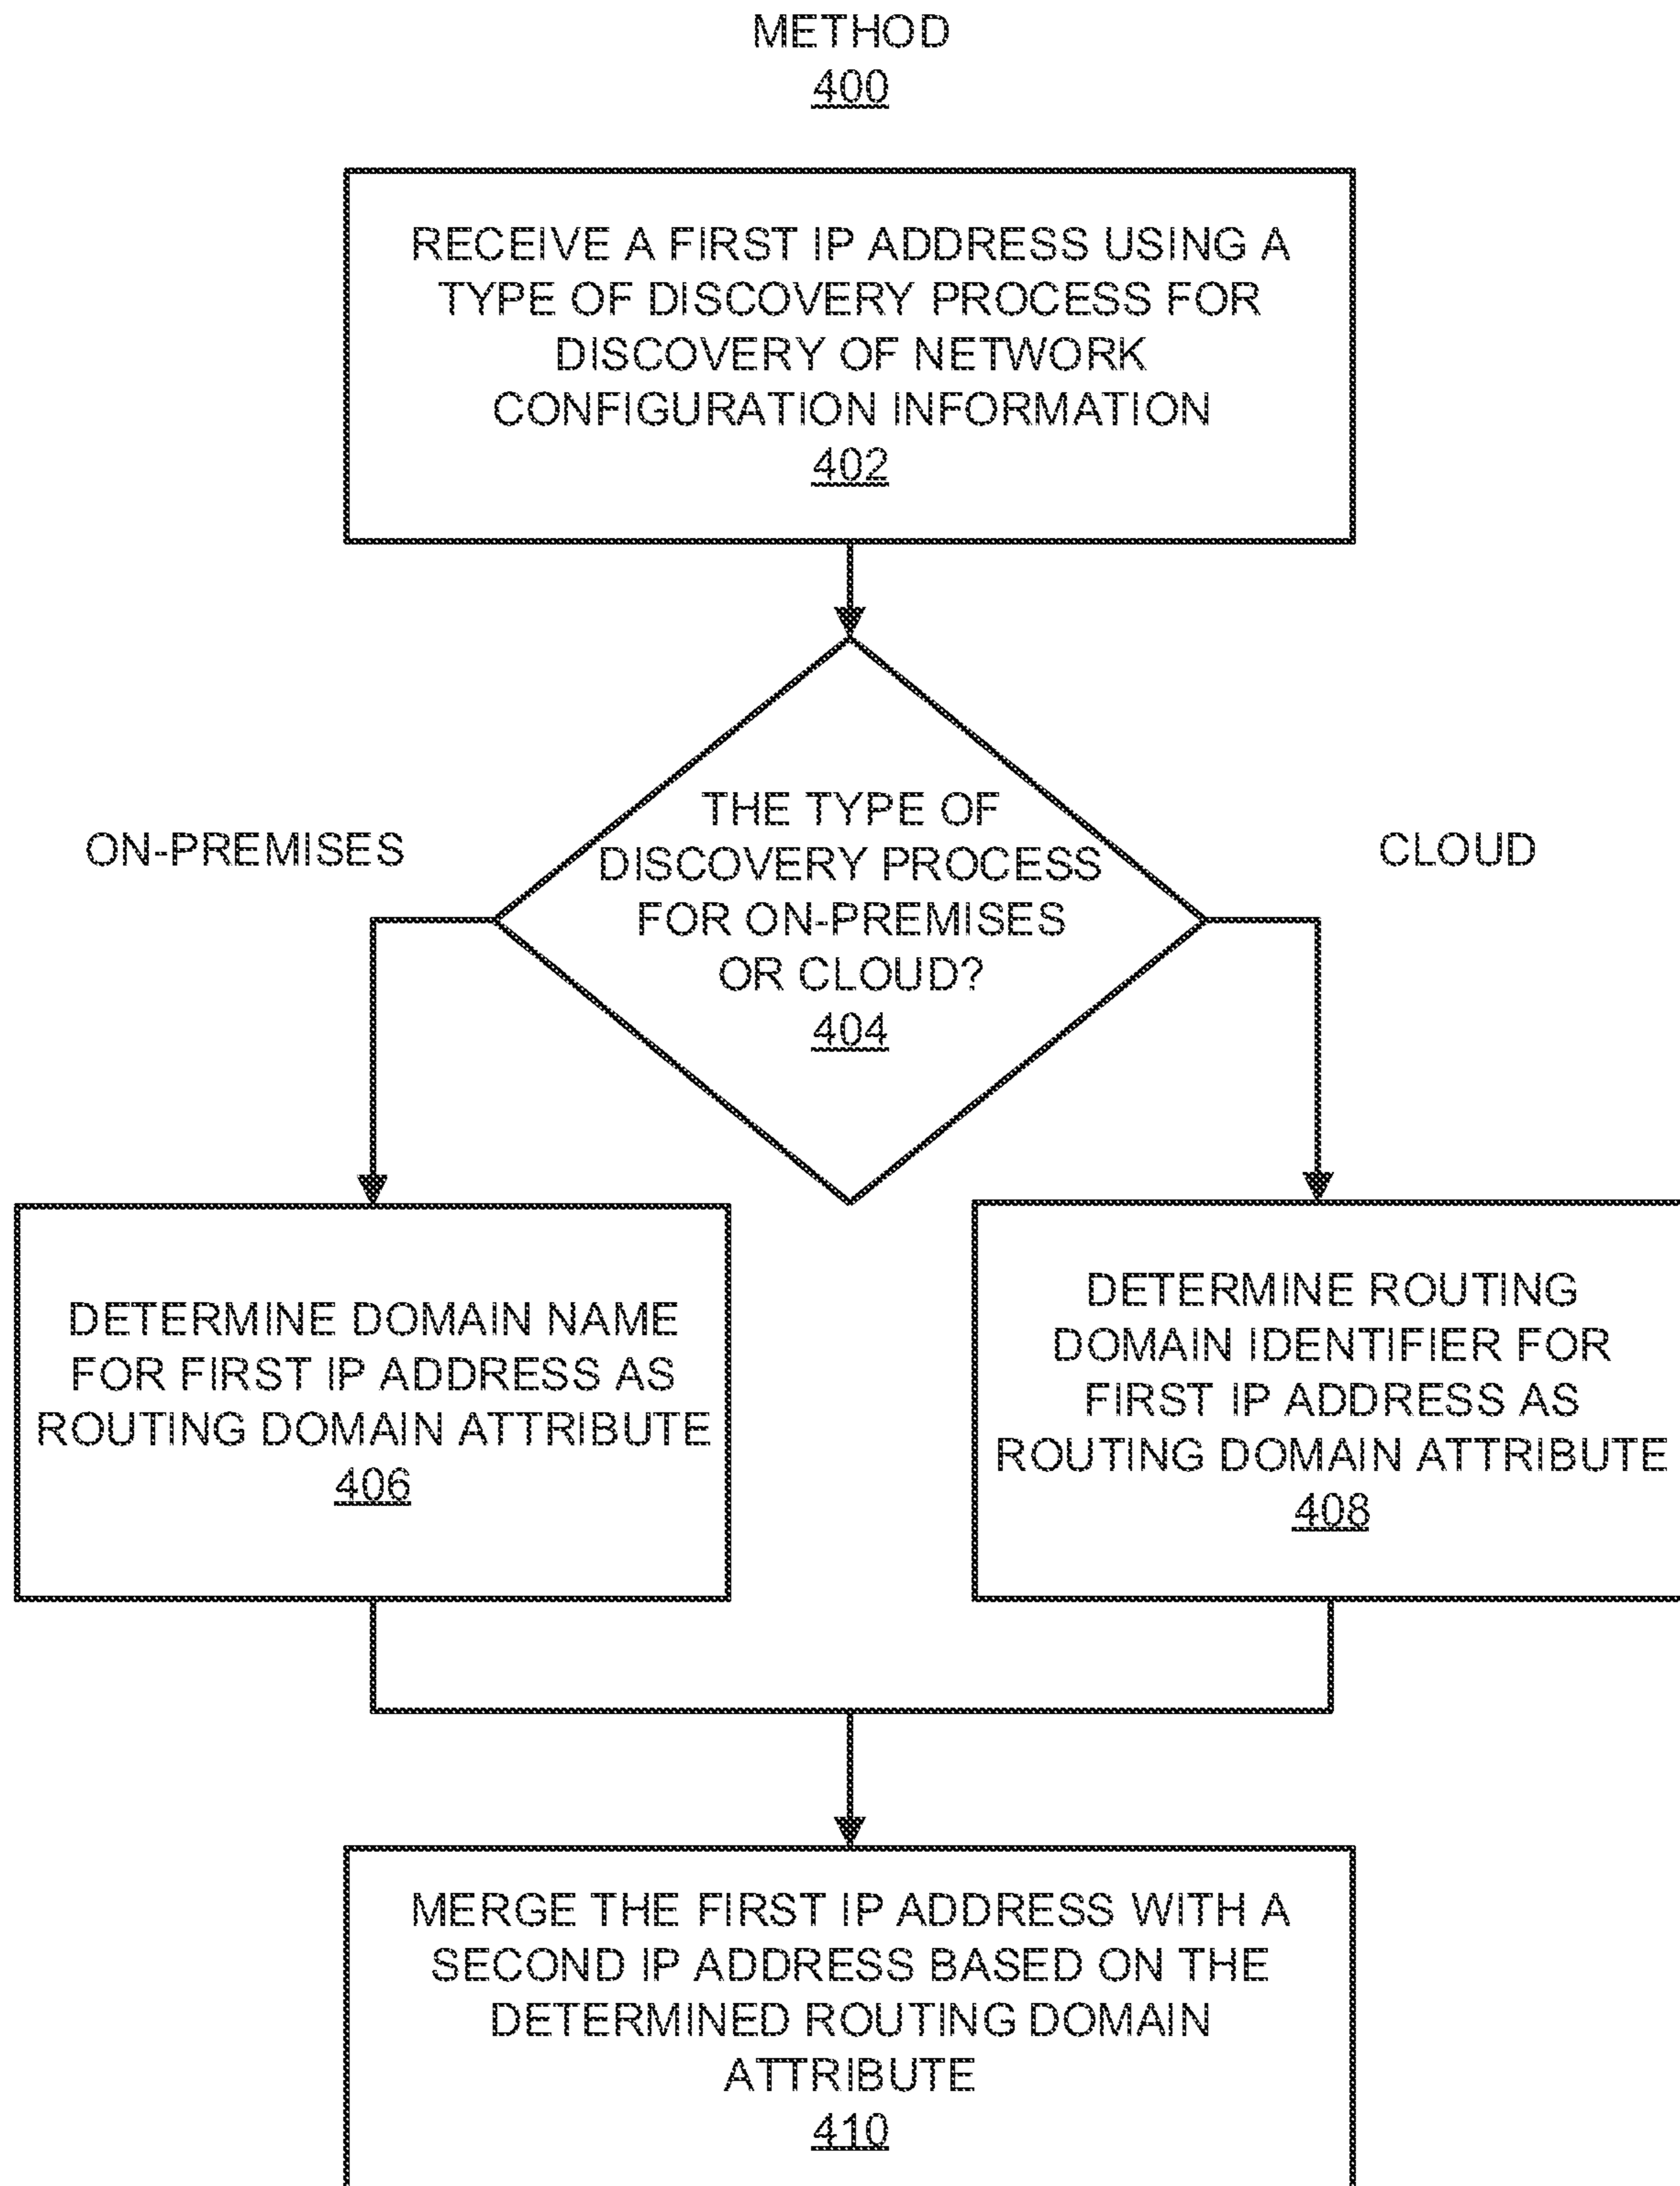 METHOD
400
RECEIVE A FIRST IP ADDRESS USING A
TYPE OF DISCOVERY PROCESS FOR
DISCOVERY OF NETWORK
CONFIGURATION INFORMATION
402
THE TYPE OF
DISCOVERY PROCESS
FOR ON-PREMISES
OR CLOUD?
404
ON-PREMISES
CLOUD
DETERMINE DOMAIN NAME
FOR FIRST IP ADDRESS AS
ROUTING DOMAIN ATTRIBUTE
406
DETERMINE ROUTING
DOMAIN IDENTIFIER FOR
FIRST IP ADDRESS AS
ROUTING DOMAIN ATTRIBUTE
408
MERGE THE FIRST IP ADDRESS WITH A
SECOND IP ADDRESS BASED ON THE
DETERMINED ROUTING DOMAIN
ATTRIBUTE
410